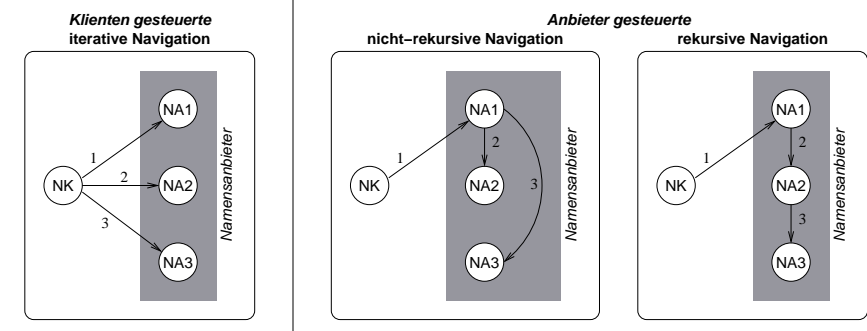 Klienten gesteuerte
iterative Navigation
NA1
1
NK
2
NA2
3
NA3
Namensanbieter
Anbieter gesteuerte
nicht−rekursive Navigation
NA1
1
2
NK
NA2
3
NA3
Namensanbieter
rekursive Navigation
NA1
1
2
NK
NA2
3
NA3
Namensanbieter